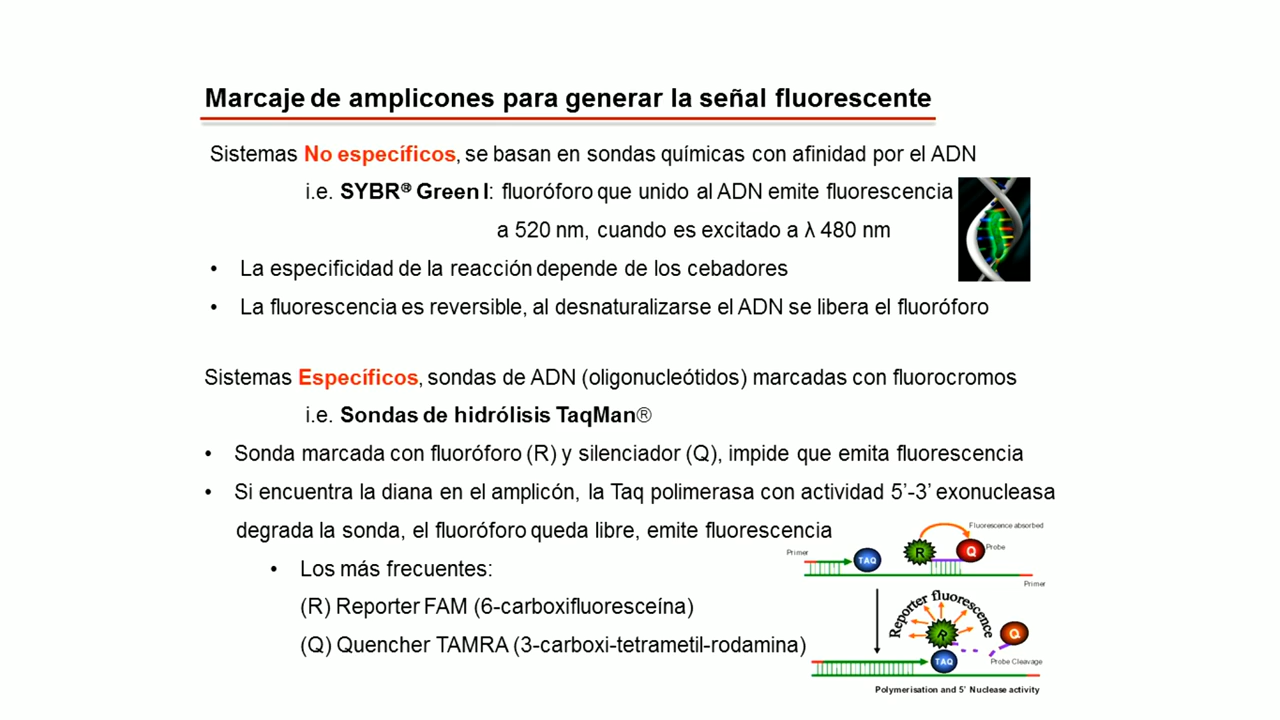 Marcaje de amplicones para generar la señal fluorescente
Sistemas No específicos, se basan en sondas químicas con afinidad por el ADN
i.e. SYBR® Green I: fluoróforo que unido al ADN emite fluorescencia
a 520 nm, cuando es excitado a λ 480 nm
• La especificidad de la reacción depende de los cebadores
• La fluorescencia es reversible, al desnaturalizarse el ADN se libera el fluoróforo
Sistemas Específicos, sondas de ADN (oligonucleótidos) marcadas con fluorocromos
i.e. Sondas de hidrólisis TaqMan®
• Sonda marcada con fluoróforo (R) y silenciador (Q), impide que emita fluorescencia
• Si encuentra la diana en el amplicón, la Taq polimerasa con actividad 5’-3’ exonucleasa
degrada la sonda, el fluoróforo queda libre, emite fluorescencia
• Los más frecuentes:
(R) Reporter FAM (6-carboxifluoresceína)
(Q) Quencher TAMRA (3-carboxi-tetrametil-rodamina)
Fluorescence absorbed
Primer
TAQ
R
Q
Probe
Primer
Reporter fluorescence
R
Q
TAQ
Probe Cleavage
Polymerisation and 5' Nuclease activity